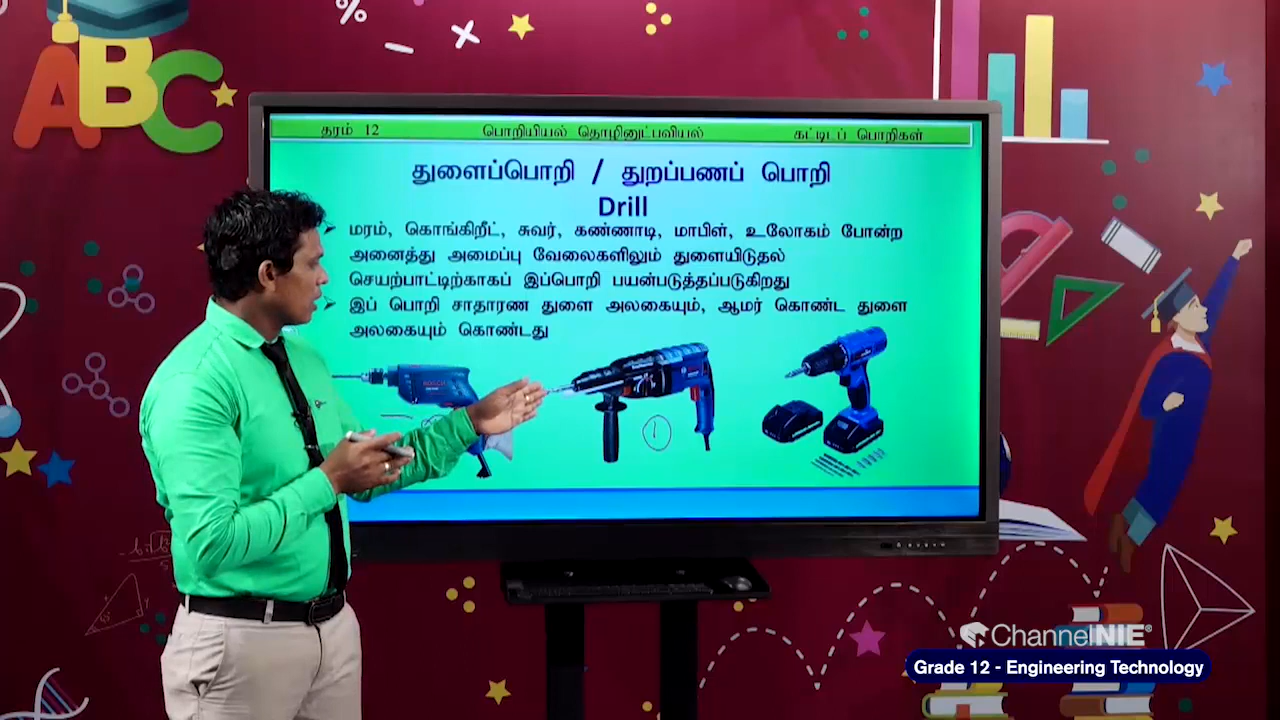 ABC
%
தரம் 12 பொறியியல் தொழினுட்பவியல் கட்டிடப் பொறிகள்
துளைப்பொறி / துறப்பணப் பொறி
Drill
மரம், கொங்கிறீட், சுவர், கண்ணாடி, மாபிள், உலோகம் போன்ற
அனைத்து அமைப்பு வேலைகளிலும் துளையிடுதல்
செயற்பாட்டிற்காகப் இப்பொறி பயன்படுத்தப்படுகிறது
இப் பொறி சாதாரண துளை அலகையும், ஆமர் கொண்ட துளை
அலகையும் கொண்டது
BOSCH
ChannelNIE®
Grade 12 - Engineering Technology